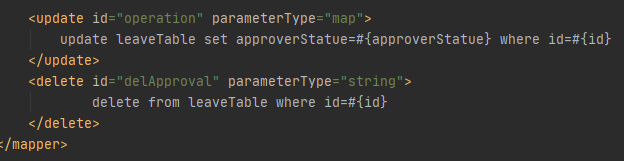 <update id="operation" parameterType="map">
update leaveTable set approverStatue=#{approverStatue} where id=#{id}
</update>
<delete id="delApproval" parameterType="string">
delete from leaveTable where id=#{id}
</delete>
</mapper>